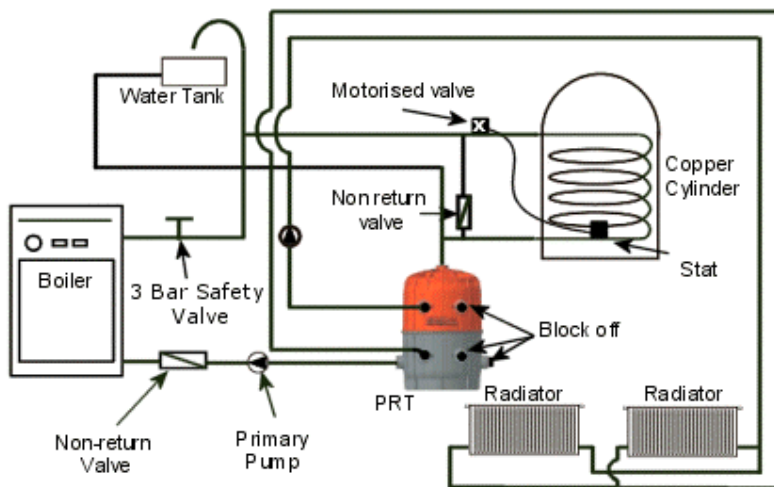 Water Tank
Motorised valve
Copper
Cylinder
Non return
valve
Stat
Boiler
3 Bar Safety
Valve
Block off
PRT
Radiator
Radiator
Non-return
Valve
Primary
Pump